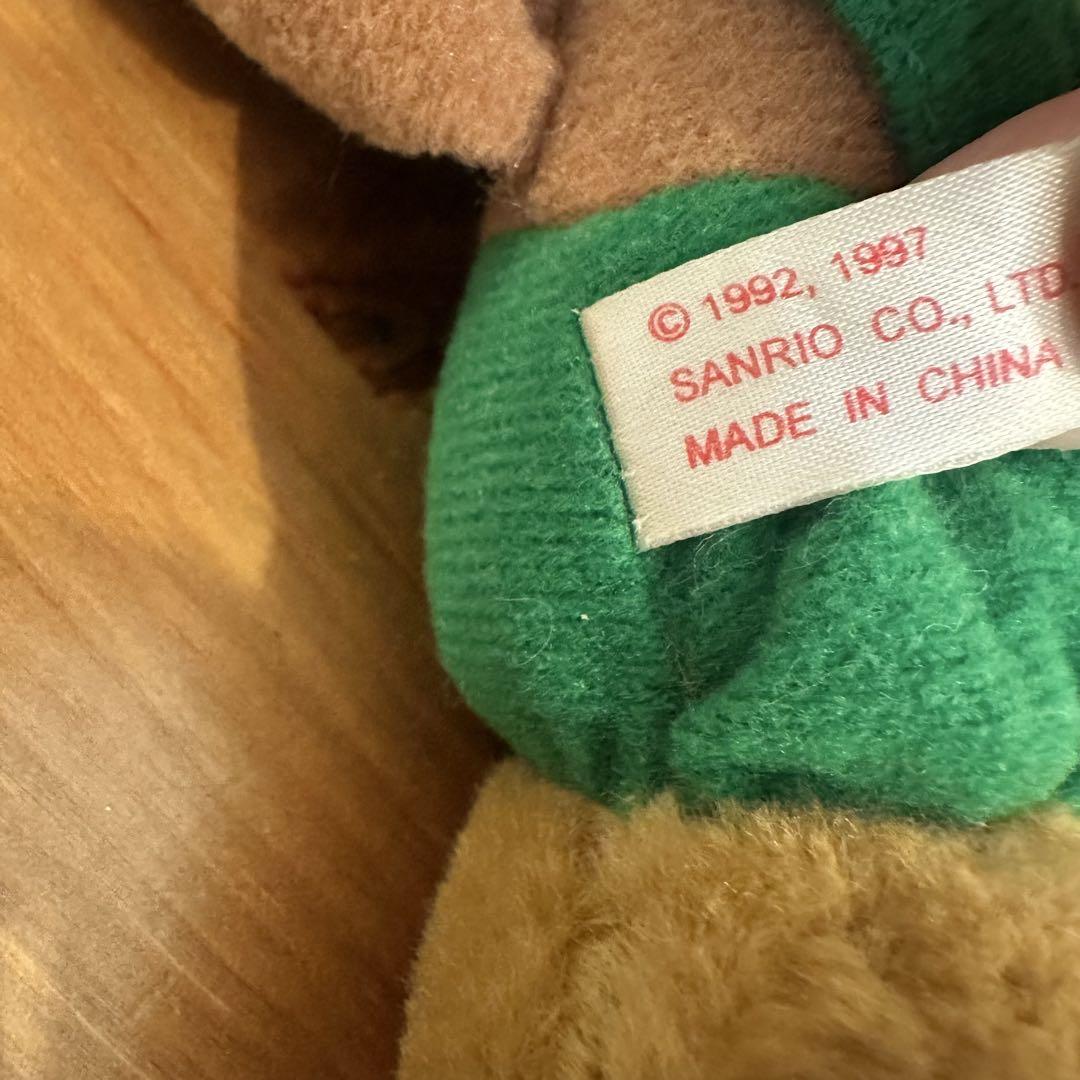 © 1992, 1997
SANRIO CO., LTD.
MADE IN CHINA